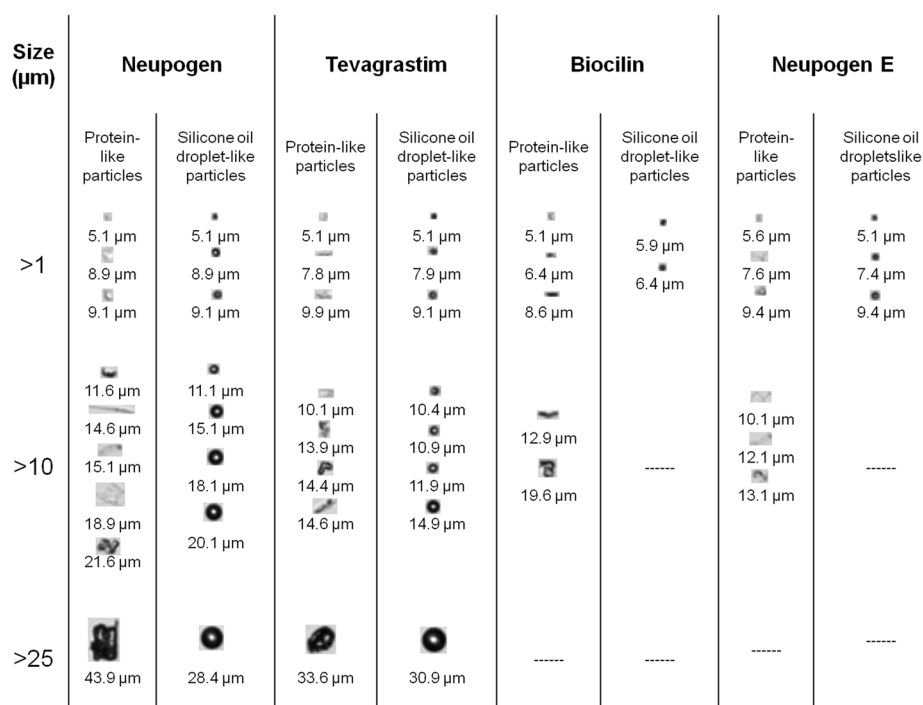 Size
(µm)
Neupogen
Tevagrastim
Biocilin
Neupogen E
Protein-
like
particles
Silicone oil
droplet-like
particles
Protein-like
particles
Silicone oil
droplet-like
particles
Protein-like
particles
Silicone oil
droplet-like
particles
Protein-
like
particles
Silicone oil
dropletslike
particles
>1
5.1 µm
8.9 µm
9.1 µm
5.1 µm
8.9 µm
9.1 µm
5.1 µm
7.8 µm
9.9 µm
5.1 µm
7.9 µm
9.1 µm
5.1 µm
6.4 µm
8.6 µm
5.9 µm
6.4 µm
5.6 µm
7.6 µm
9.4 µm
5.1 µm
7.4 µm
9.4 µm
>10
11.6 µm
14.6 µm
15.1 µm
18.9 µm
21.6 µm
11.1 µm
15.1 µm
18.1 µm
20.1 µm
10.1 µm
13.9 µm
14.4 µm
14.6 µm
10.4 µm
10.9 µm
11.9 µm
14.9 µm
12.9 µm
19.6 µm
------
10.1 µm
12.1 µm
13.1 µm
------
>25
43.9 µm
28.4 µm
33.6 µm
30.9 µm
------
------
------
------